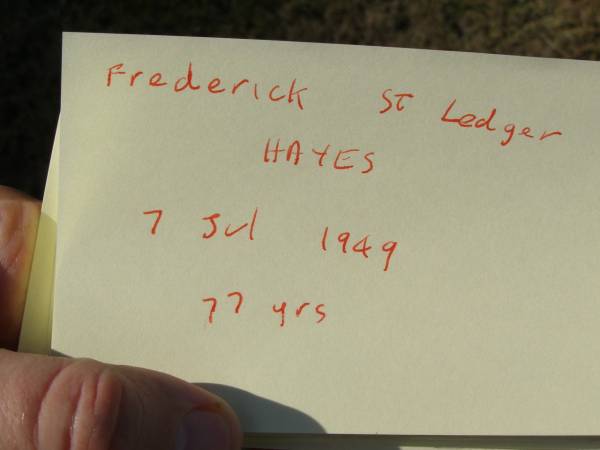 Frederick ST Ledger
HAYES
7 Jul 1949
77 yrs